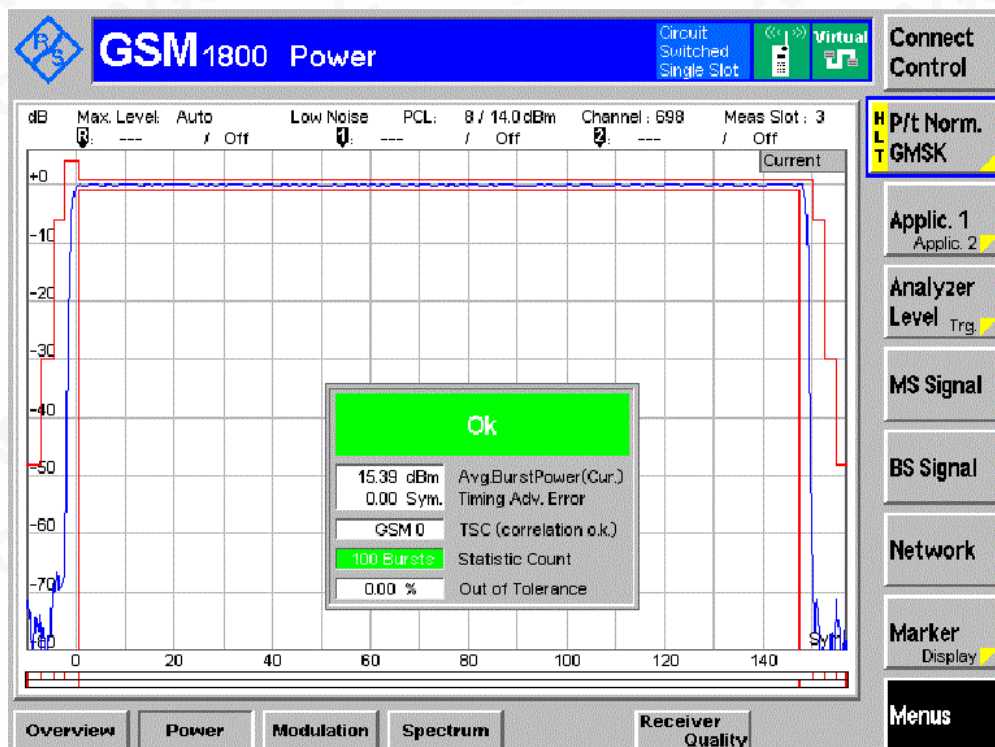 R/S
GSM 1800 Power
Circuit Switched Single Slot
Virtual
Connect Control
dB Max. Level: Auto Low Noise PCL: 8 / 14.0 dBm Channel : 698 Meas Slot : 3
R: --- / Off 1: --- / Off 2: --- / Off
Current
HLT P/t Norm. GMSK
+0
-10
-20
-30
-40
-50
-60
-70
-80
Applic. 1
Applic. 2
Analyzer Level Trg.
MS Signal
BS Signal
Network
Marker
Display
Menus
Ok
15.39 dBm Avg.BurstPower(Cur.)
0.00 Sym. Timing Adv. Error
GSM 0 TSC (correlation o.k.)
100 Bursts Statistic Count
0.00 % Out of Tolerance
Sym
0 20 40 60 80 100 120 140
Overview Power Modulation Spectrum Receiver Quality